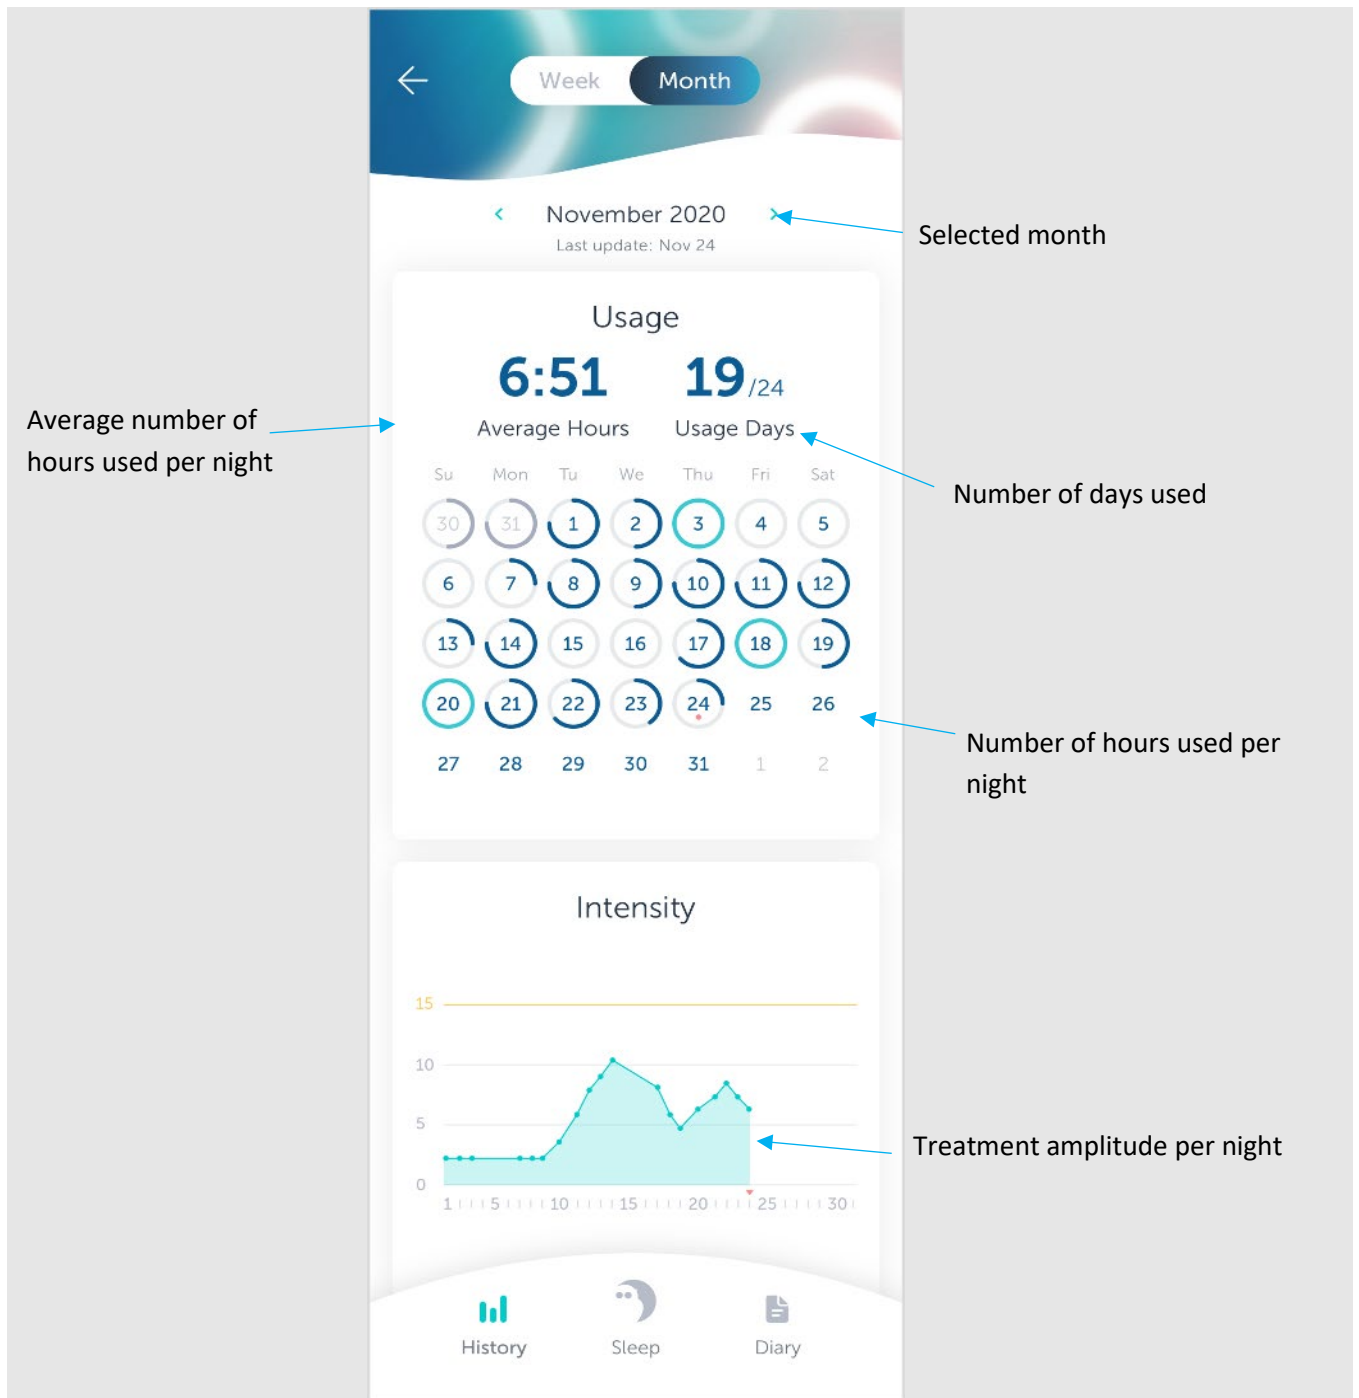 Week Month
November 2020
Last update: Nov 24
Selected month
Usage
6:51 19/24
Average Hours Usage Days
Average number of
hours used per night
Number of days used
Su Mon Tu We Thu Fri Sat
30 31 1 2 3 4 5
6 7 8 9 10 11 12
13 14 15 16 17 18 19
20 21 22 23 24 25 26
27 28 29 30 31 1 2
Number of hours used per
night
Intensity
15
10
5
0
1 5 10 15 20 25 30
Treatment amplitude per night
History Sleep Diary